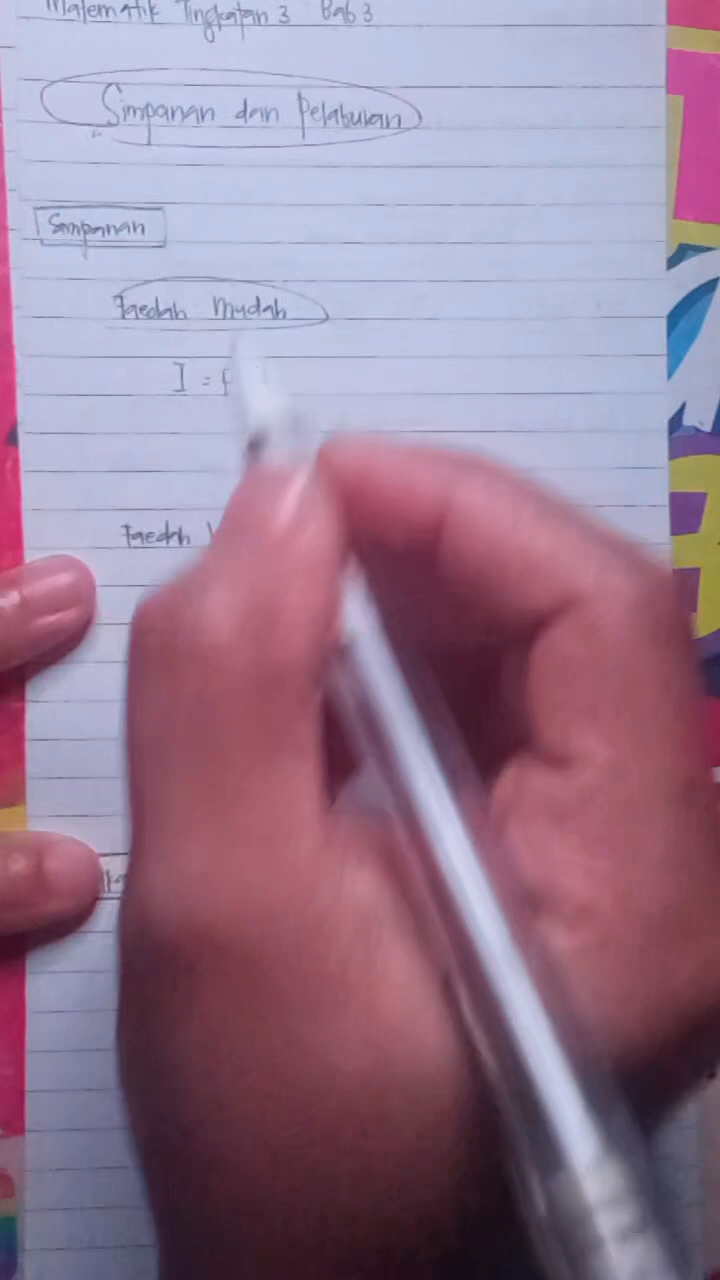 Matematik Tingkatan 3 Bab 3
Simpanan dan Pelaburan
Simpanan
Faedah Mudah
I = P
Faedah